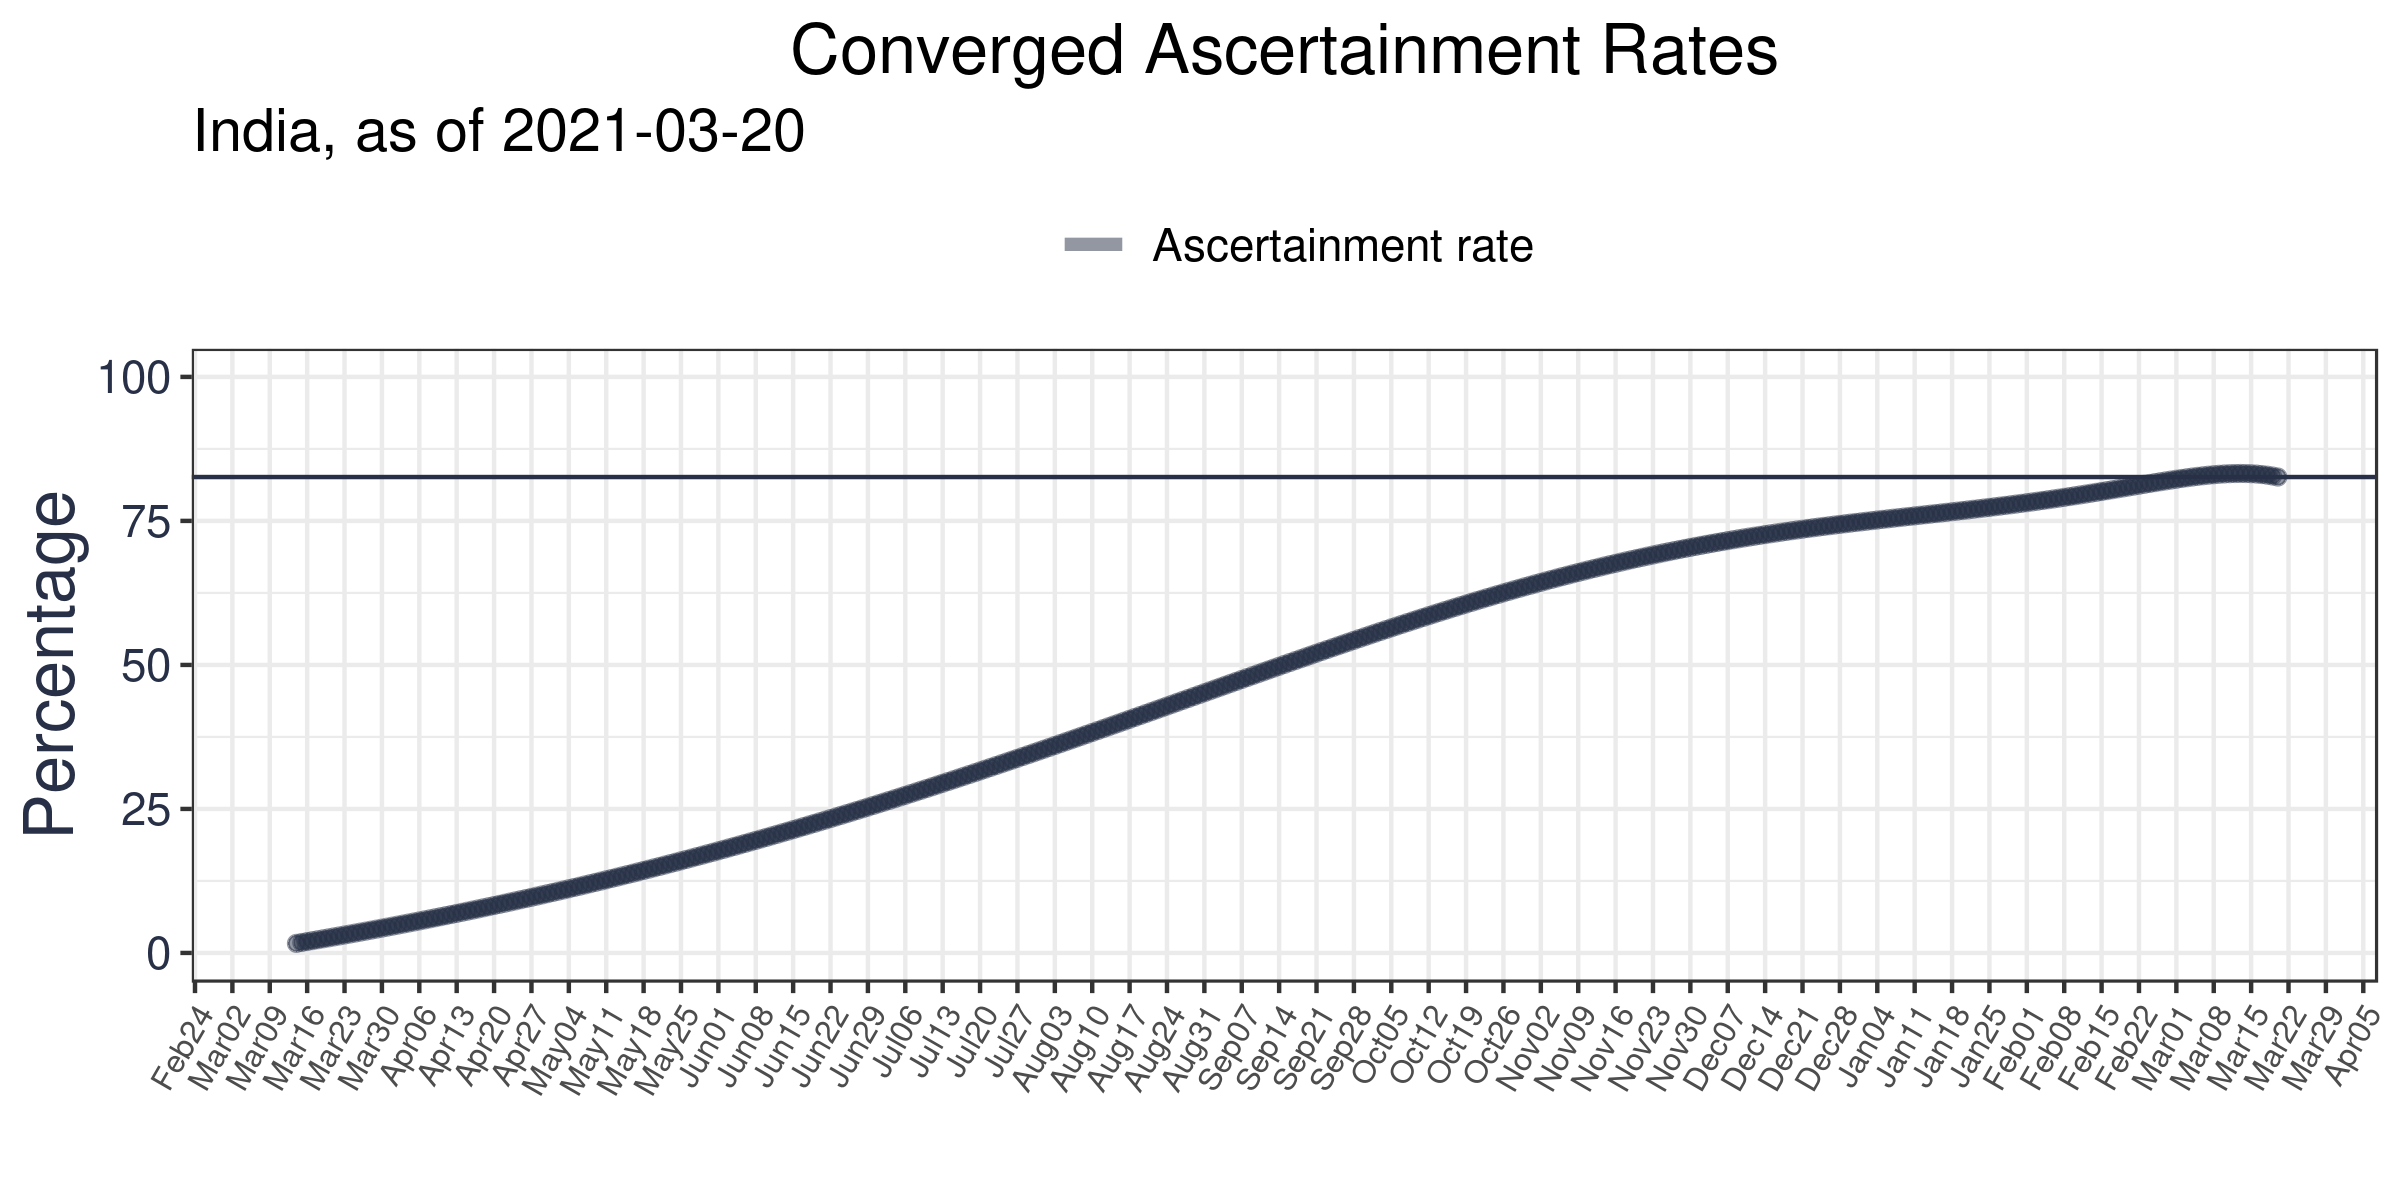 Converged Ascertainment Rates
India, as of 2021-03-20
Ascertainment rate
Percentage
100
75
50
25
0
Feb24 Mar02 Mar09 Mar16 Mar23 Mar30 Apr06 Apr13 Apr20 Apr27 May04 May11 May18 May25 Jun01 Jun08 Jun15 Jun22 Jun29 Jul06 Jul13 Jul20 Jul27 Aug03 Aug10 Aug17 Aug24 Aug31 Sep07 Sep14 Sep21 Sep28 Oct05 Oct12 Oct19 Oct26 Nov02 Nov09 Nov16 Nov23 Nov30 Dec07 Dec14 Dec21 Dec28 Jan04 Jan11 Jan18 Jan25 Feb01 Feb08 Feb15 Feb22 Mar01 Mar08 Mar15 Mar22 Mar29 Apr05